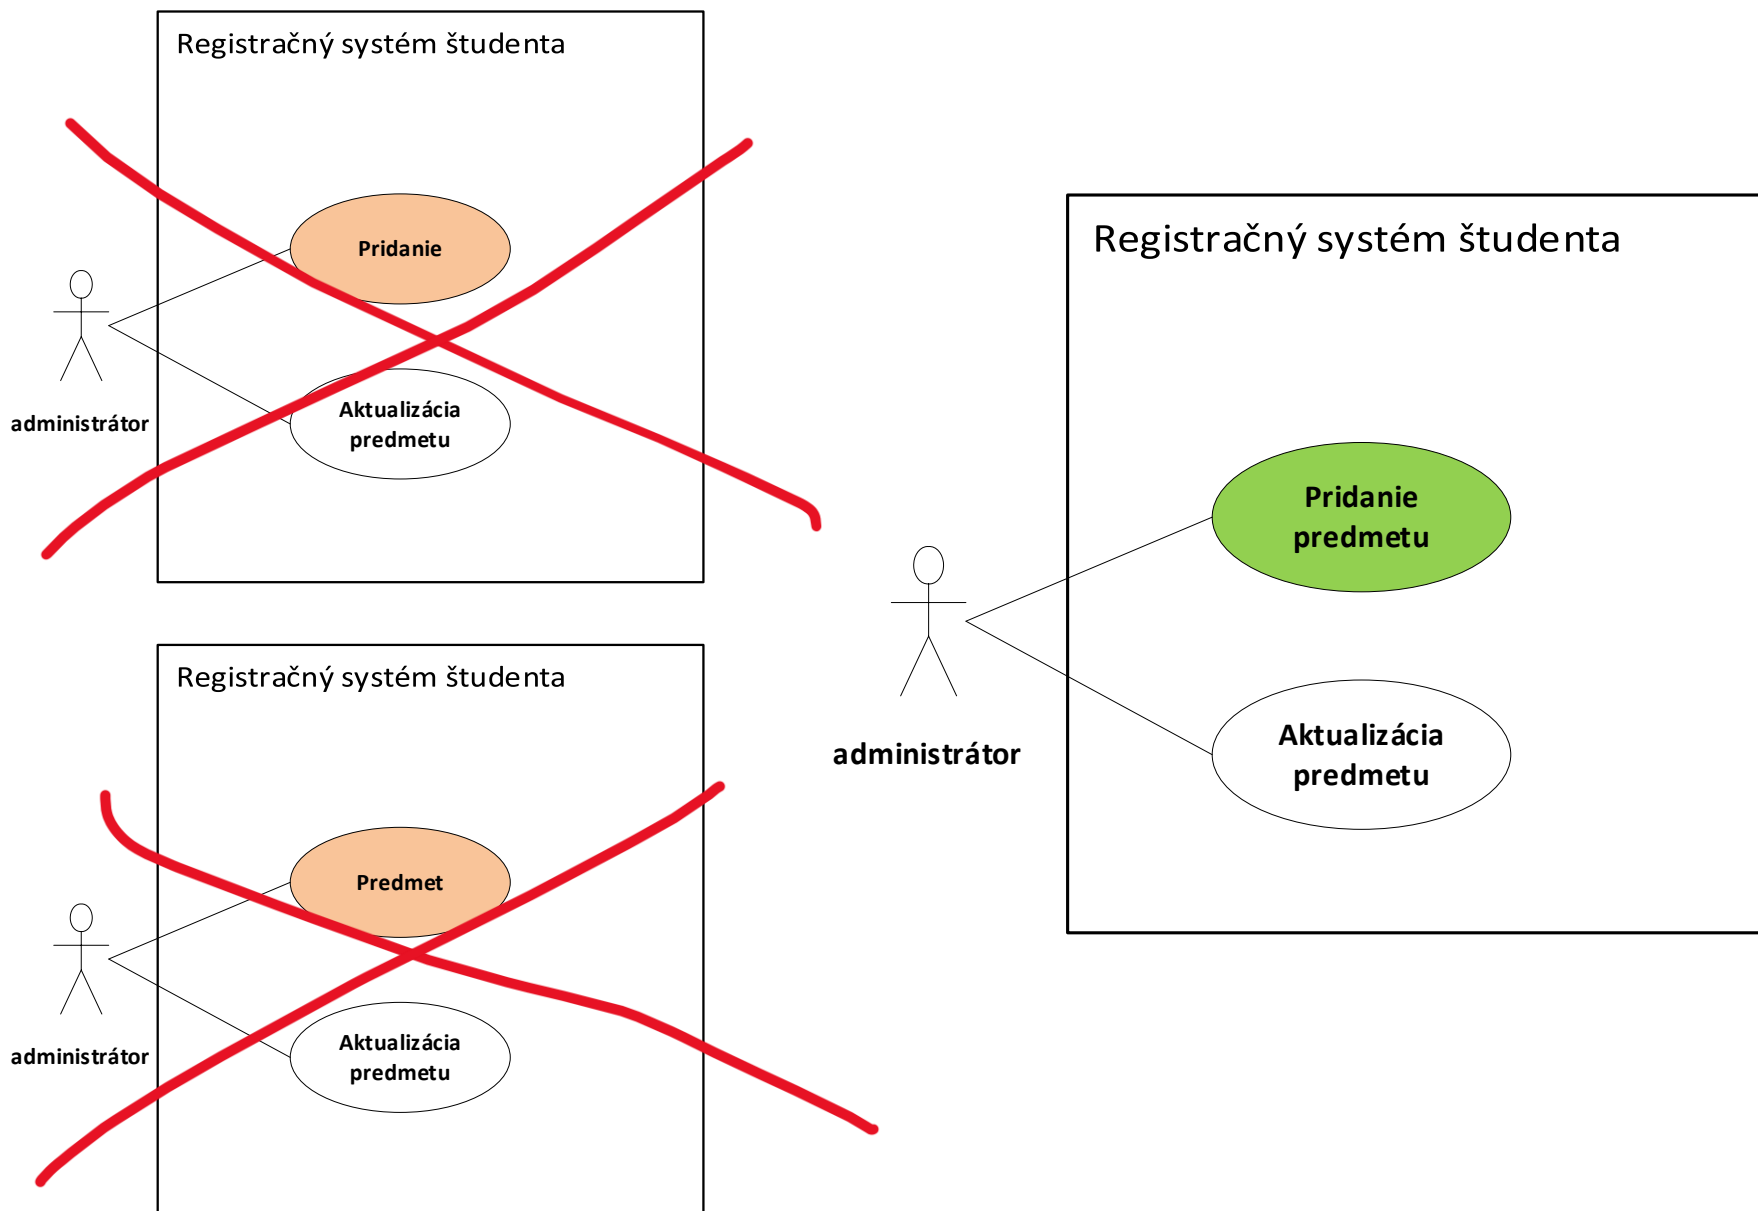 Registračný systém študenta
Pridanie
Aktualizácia
predmetu
administrátor
Registračný systém študenta
Predmet
Aktualizácia
predmetu
administrátor
Registračný systém študenta
Pridanie
predmetu
Aktualizácia
predmetu
administrátor